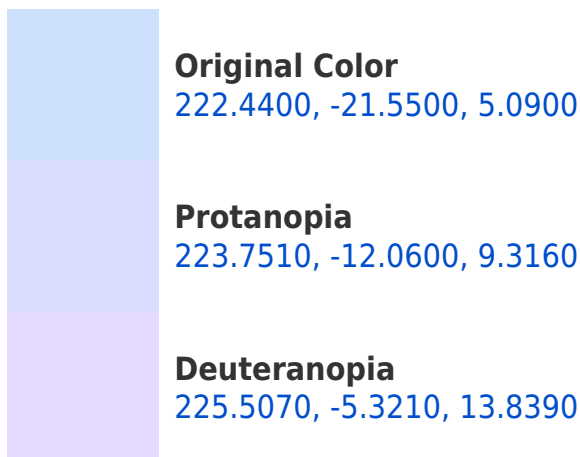 Original Color
222.4400, -21.5500, 5.0900
Protanopia
223.7510, -12.0600, 9.3160
Deuteranopia
225.5070, -5.3210, 13.8390